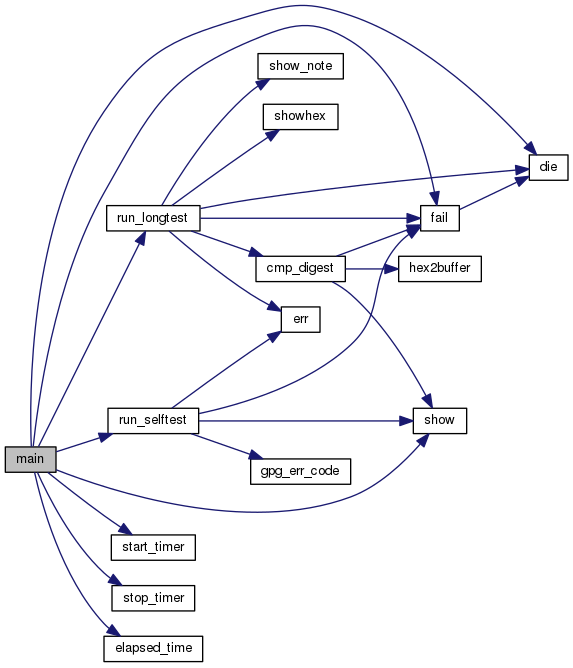 show_note
showhex
die
run_longtest
fail
cmp_digest
hex2buffer
err
run_selftest
show
main
gpg_err_code
start_timer
stop_timer
elapsed_time